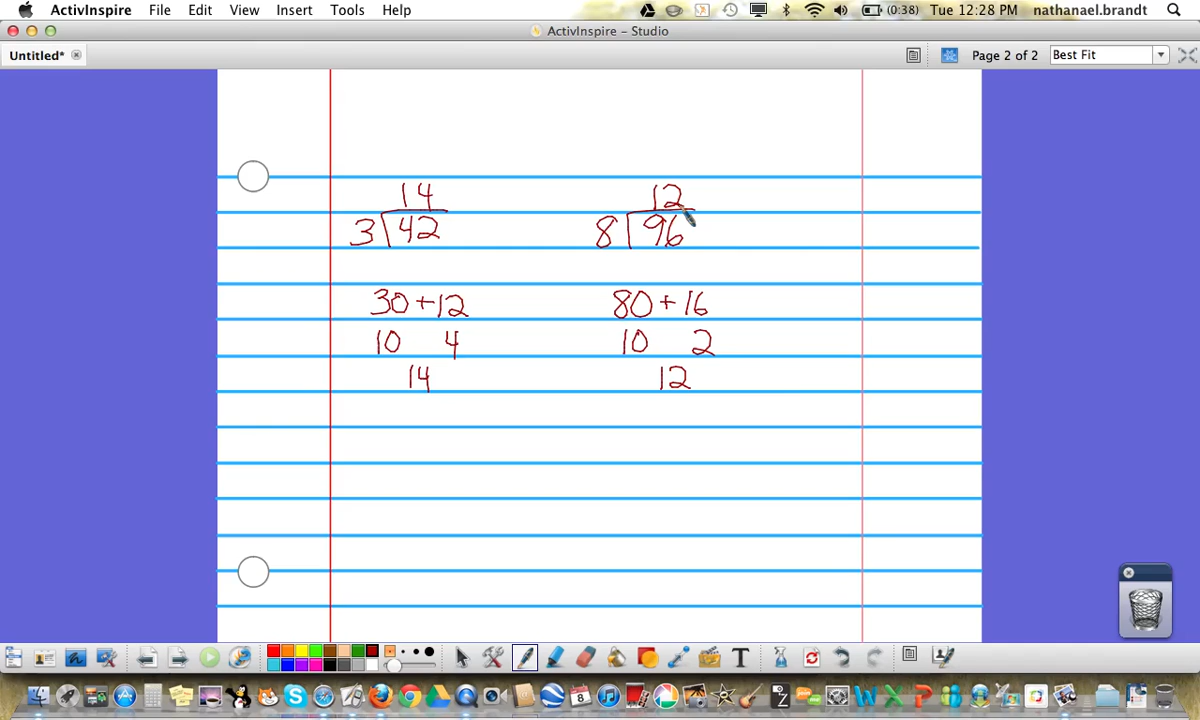 ActivInspire File Edit View Insert Tools Help (0:38) Tue 12:28 PM nathanael.brandt
ActivInspire – Studio
Untitled* Page 2 of 2 Best Fit
14 12
3 42 8 96
30+12 80+16
10 4 10 2
14 12
T